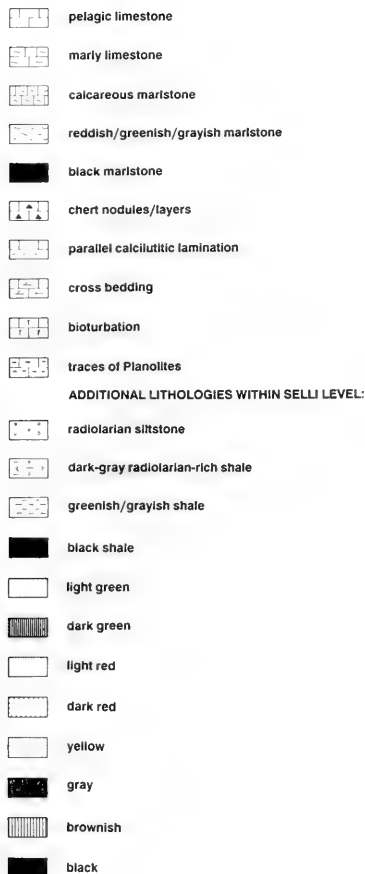 pelagic limestone
marly limestone
calcareous marlstone
reddish/greenish/grayish marlstone
black marlstone
chert nodules/layers
parallel calcilutitic lamination
cross bedding
bioturbation
traces of Planolites
ADDITIONAL LITHOLOGIES WITHIN SELLI LEVEL:
radiolarian siltstone
dark-gray radiolarian-rich shale
greenish/grayish shale
black shale
light green
dark green
light red
dark red
yellow
gray
brownish
black